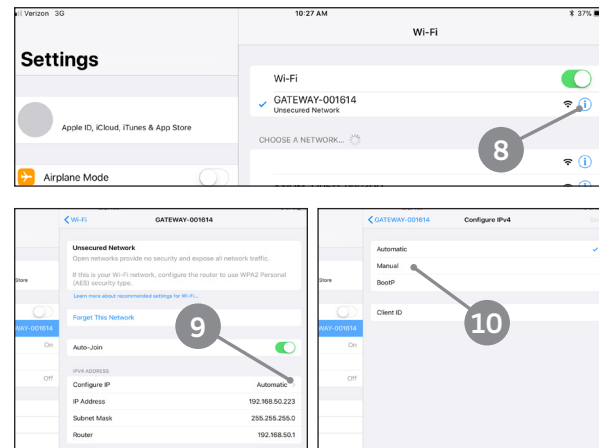 Verizon 3G
10:27 AM
37%
Settings
Wi-Fi
Apple ID, iCloud, iTunes & App Store
Airplane Mode
Wi-Fi
GATEWAY-001614
Unsecured Network
CHOOSE A NETWORK...
8
Wi-Fi
GATEWAY-001614
Store
WAY-001614
On
Off
Unsecured Network
Open networks provide no security and expose all network traffic.
If this is your Wi-Fi network, configure the router to use WPA2 Personal
(AES) security type.
Learn more about recommended settings for Wi-Fi...
Forget This Network
9
Auto-Join
IPV4 ADDRESS
Configure IP Automatic
IP Address 192.168.50.223
Subnet Mask 255.255.255.0
Router 192.168.50.1
GATEWAY-001614
Configure IPv4
Store
WAY-001614
On
Off
Automatic
Manual
BootP
Client ID
10